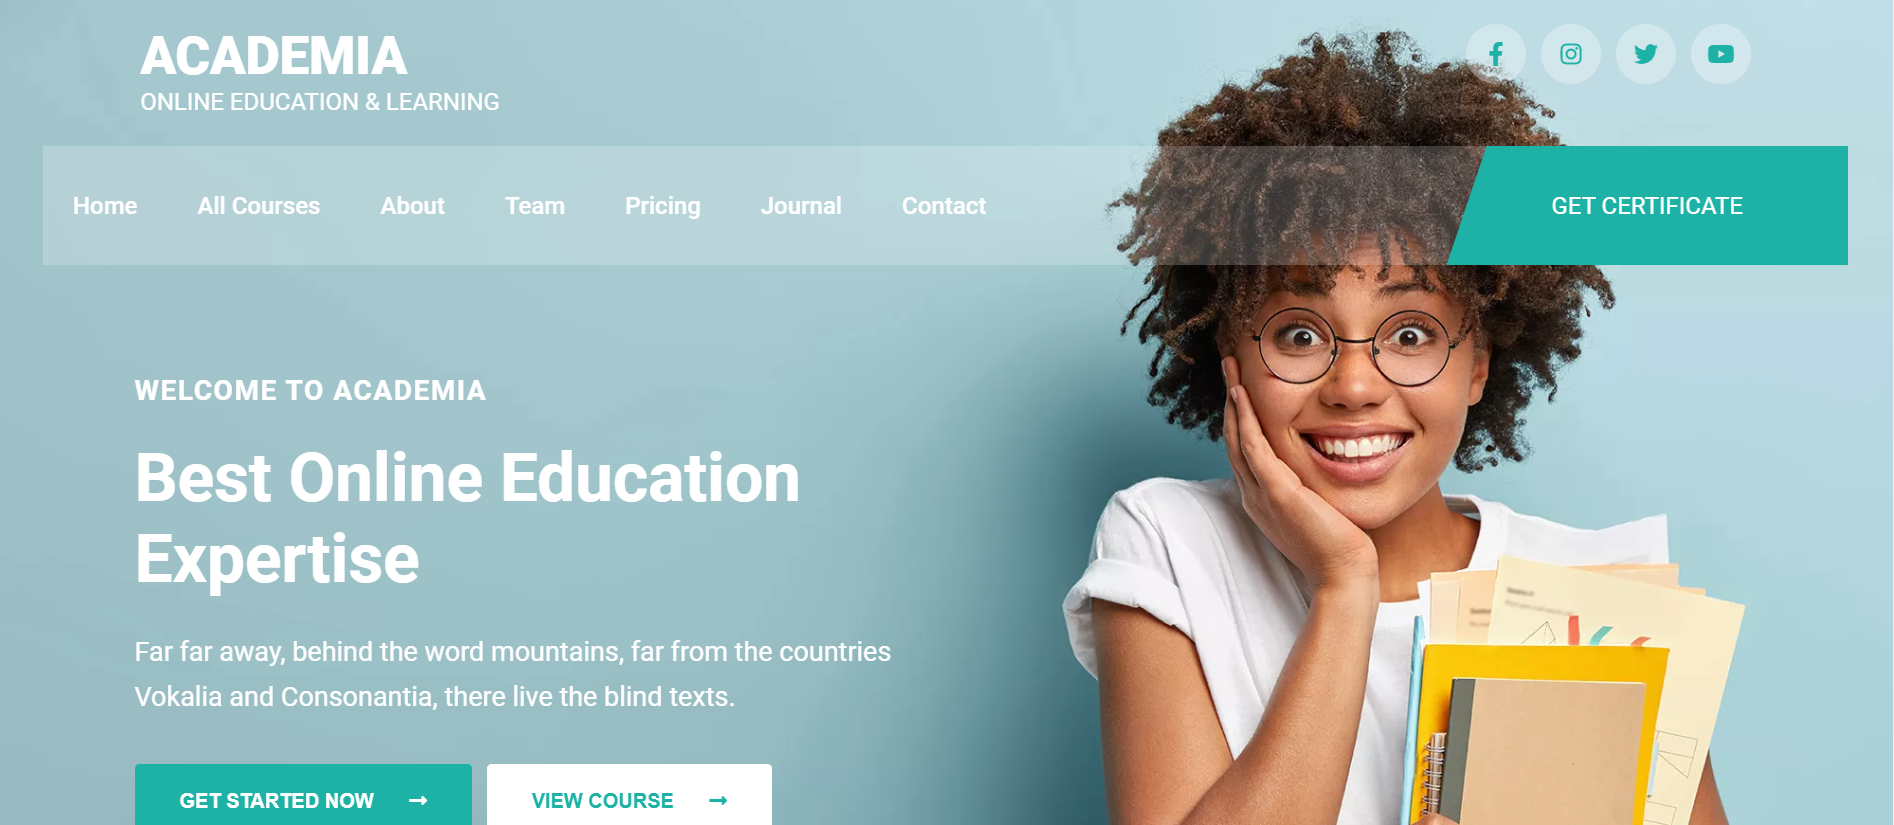 ACADEMIA
ONLINE EDUCATION & LEARNING
Home All Courses About Team Pricing Journal Contact GET CERTIFICATE
WELCOME TO ACADEMIA
Best Online Education
Expertise
Far far away, behind the word mountains, far from the countries
Vokalia and Consonantia, there live the blind texts.
GET STARTED NOW → VIEW COURSE →